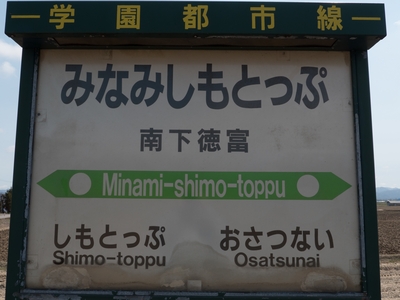 学園都市線
みなみしもとっぷ
南下徳富
Minami-shimo-toppu
しもとっぷ おさつない
Shimo-toppu Osatsunai